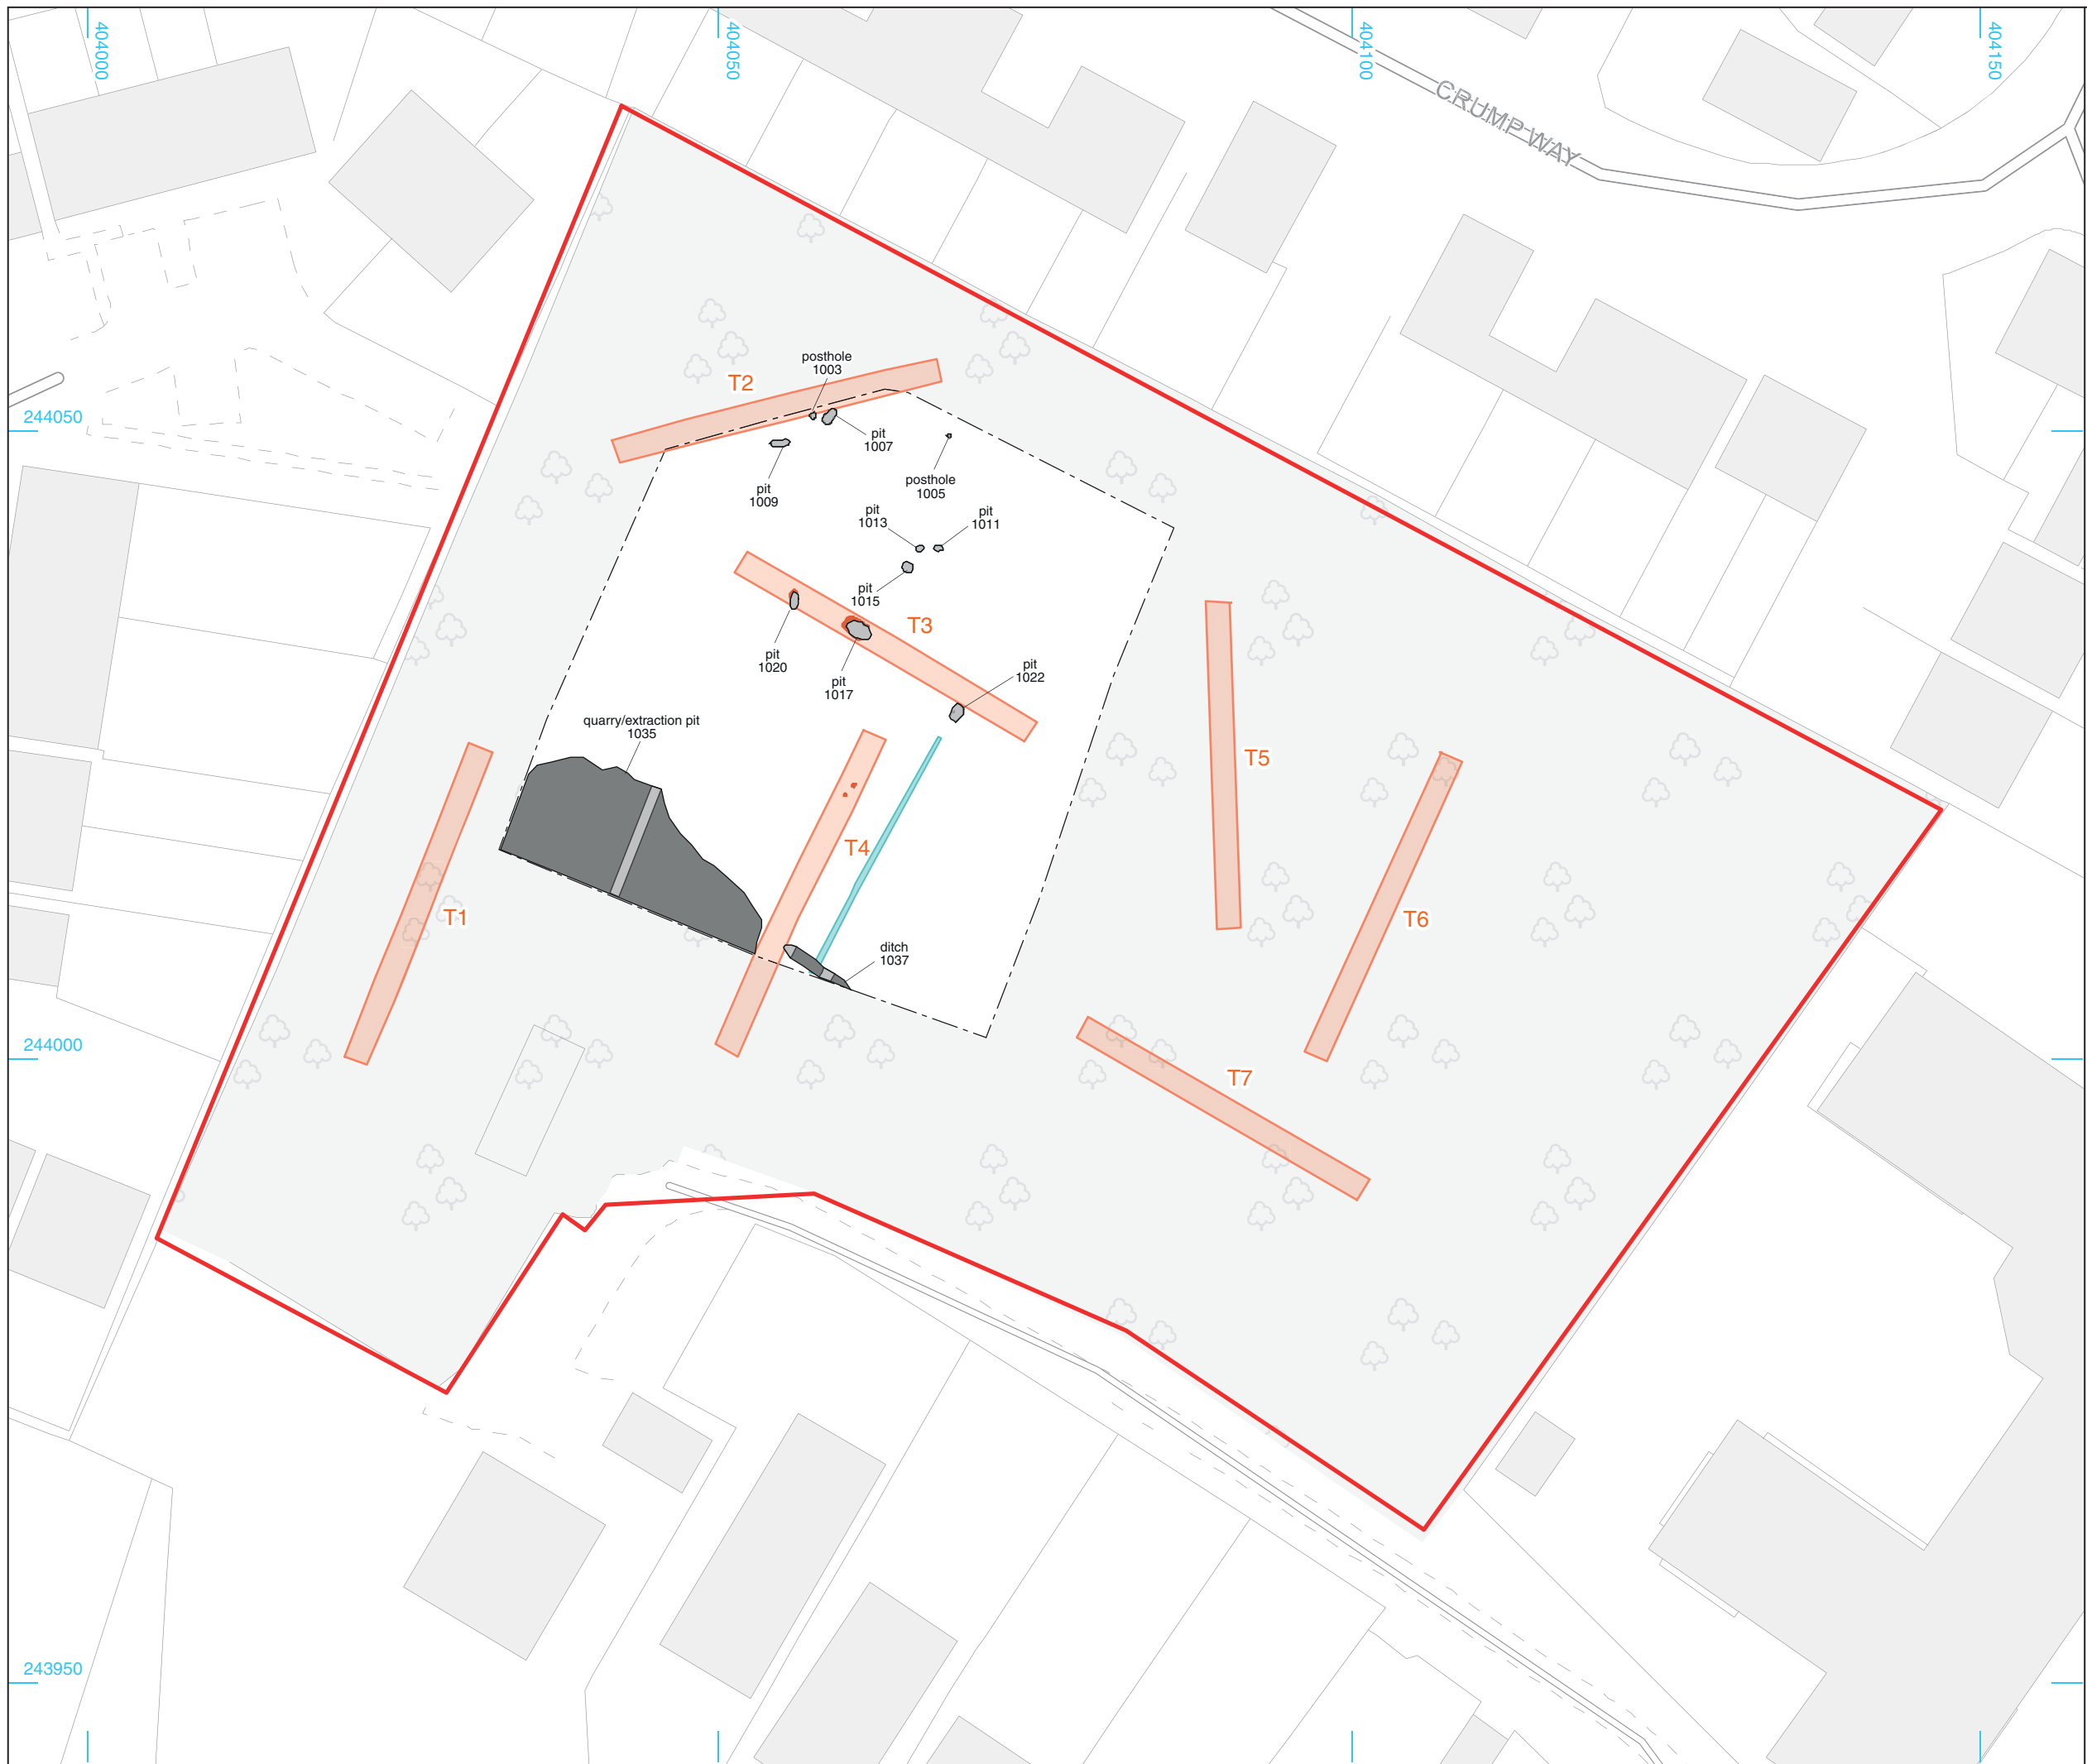 404000
404050
404100
404150
CRUMP WAY
posthole
1003
T2
244050
pit
1007
posthole
1005
pit
1009
pit
1013
pit
1011
pit
1015
T3
pit
1020
pit
1022
pit
1017
quarry/extraction pit
1035
T5
T4
T1
T6
ditch
1037
244000
T7
243950